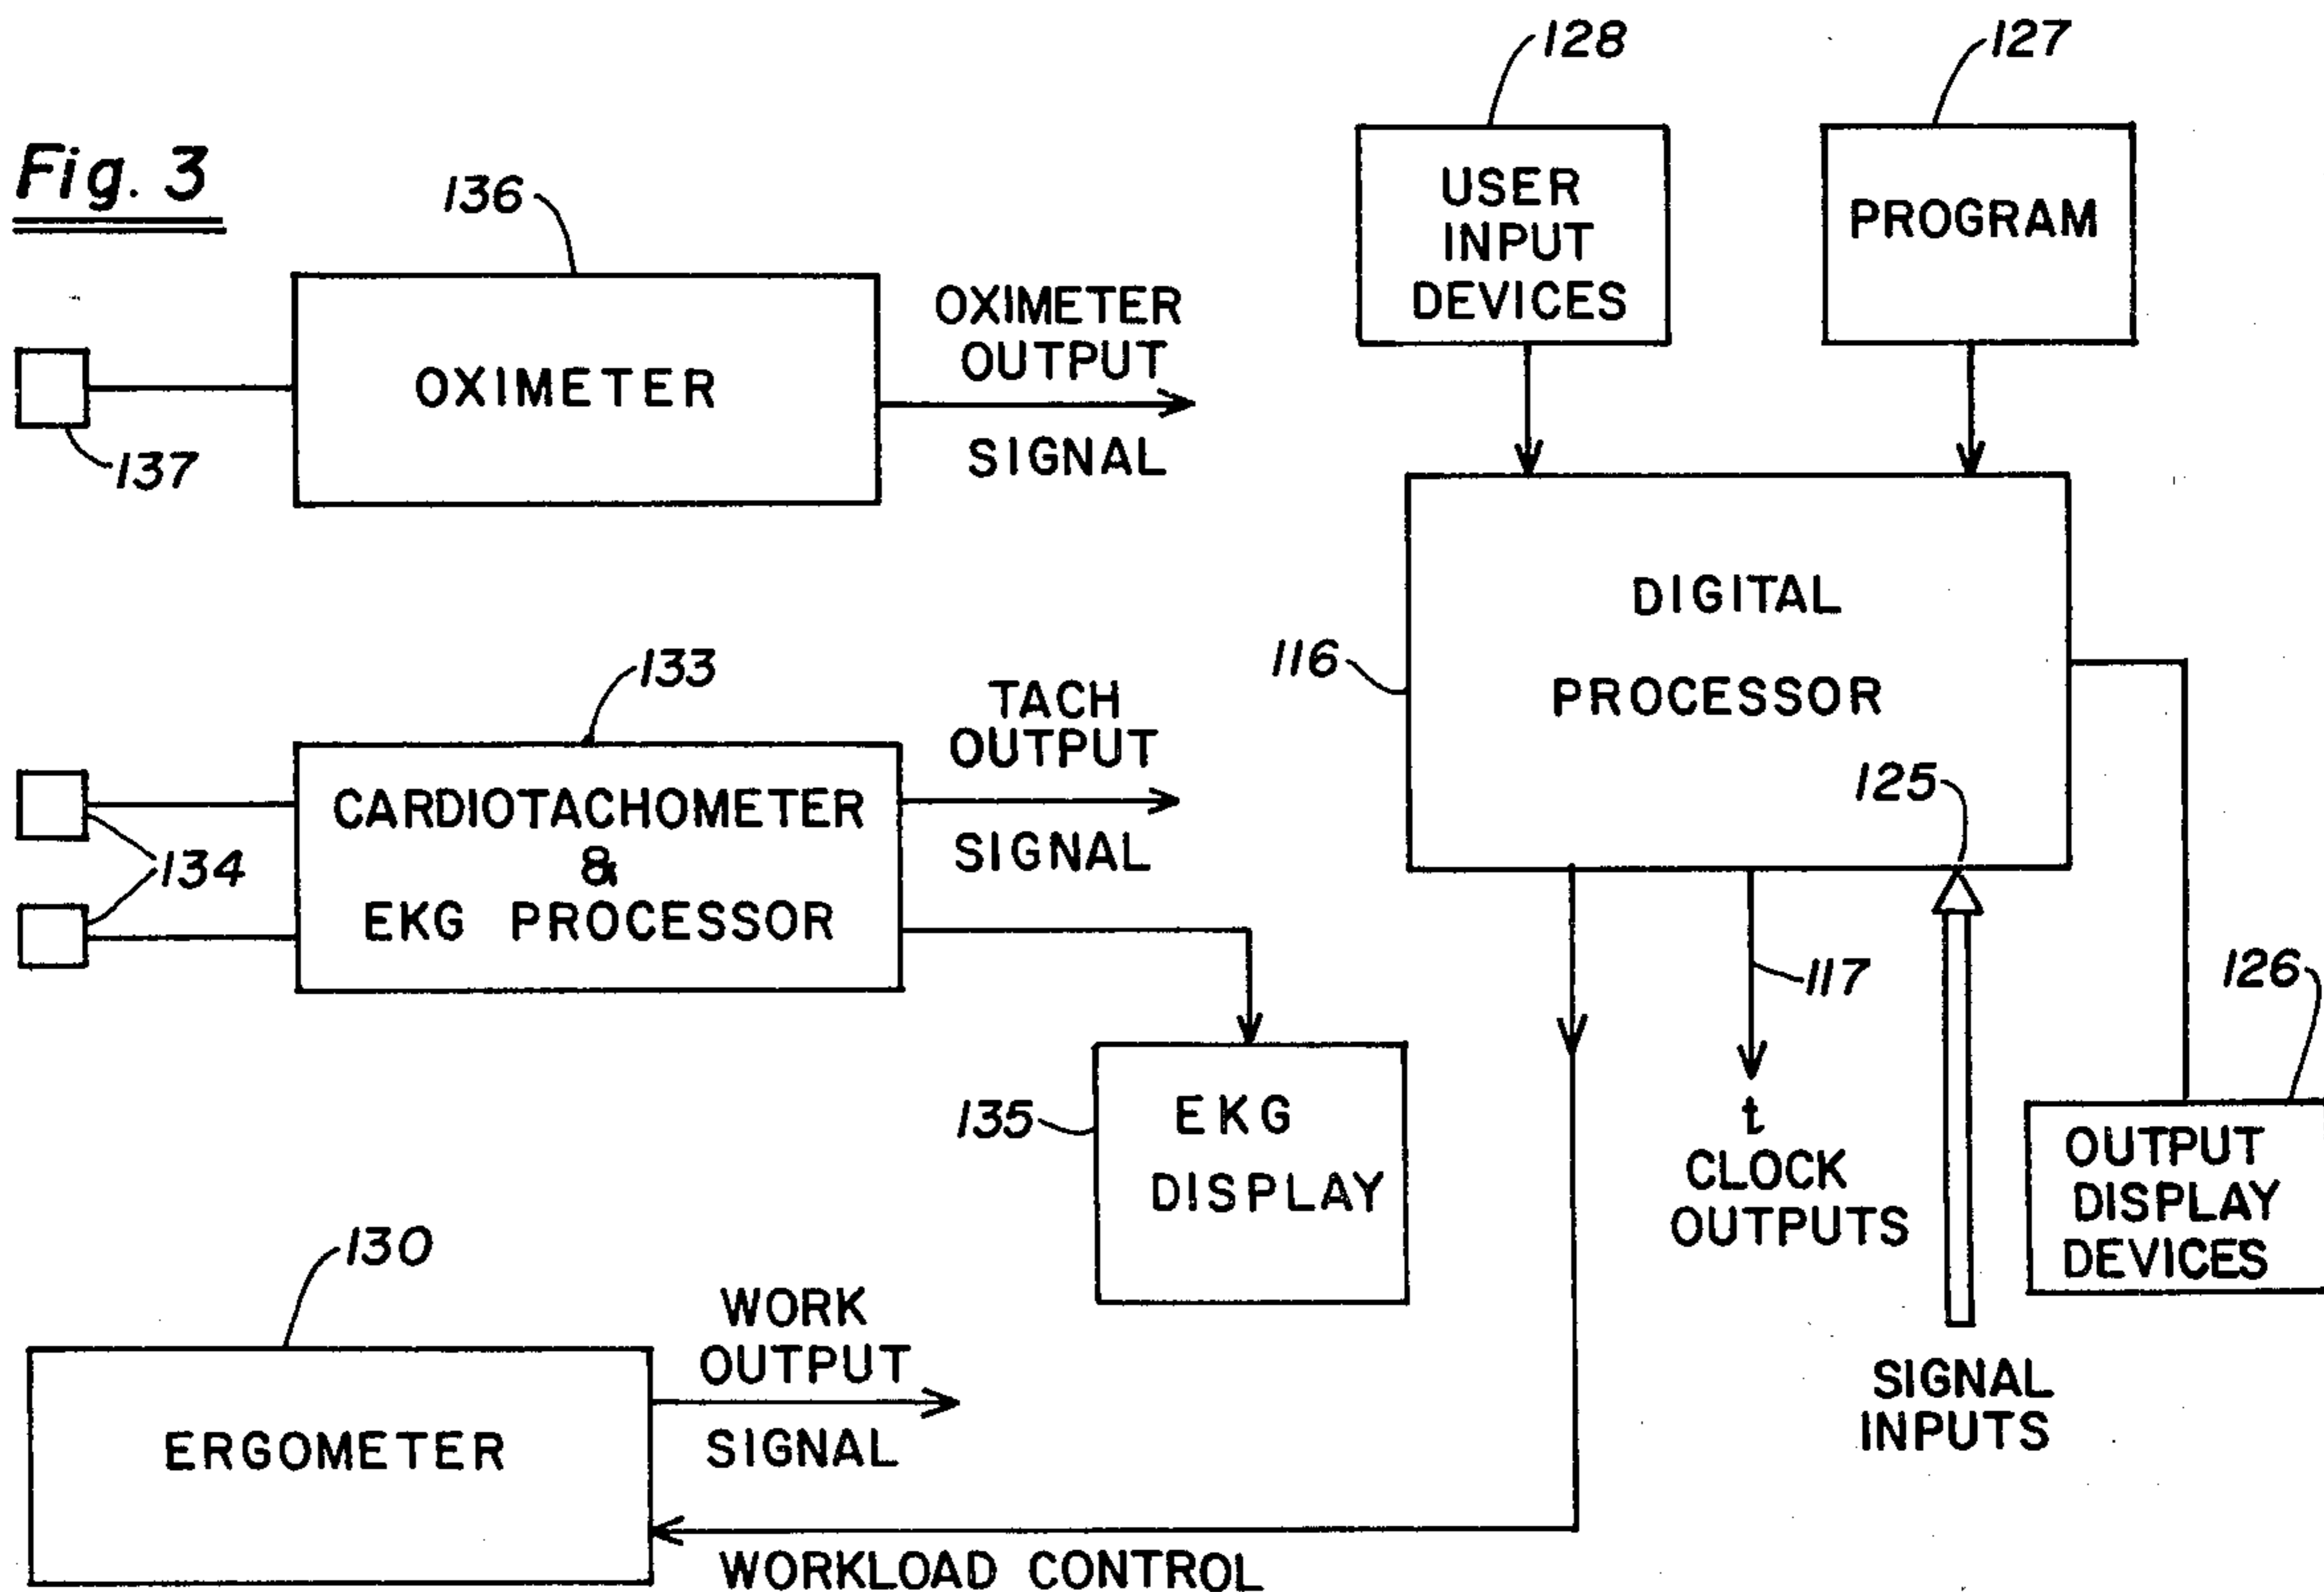 Fig. 3
128
127
136
USER
INPUT
DEVICES
PROGRAM
OXIMETER
OXIMETER
OUTPUT
SIGNAL
137
DIGITAL
PROCESSOR
116
125
133
TACH
OUTPUT
SIGNAL
CARDIOTACHOMETER
&
EKG PROCESSOR
134
117
126
135
EKG
DISPLAY
t
CLOCK
OUTPUTS
OUTPUT
DISPLAY
DEVICES
130
WORK
OUTPUT
SIGNAL
ERGOMETER
SIGNAL
INPUTS
WORKLOAD CONTROL